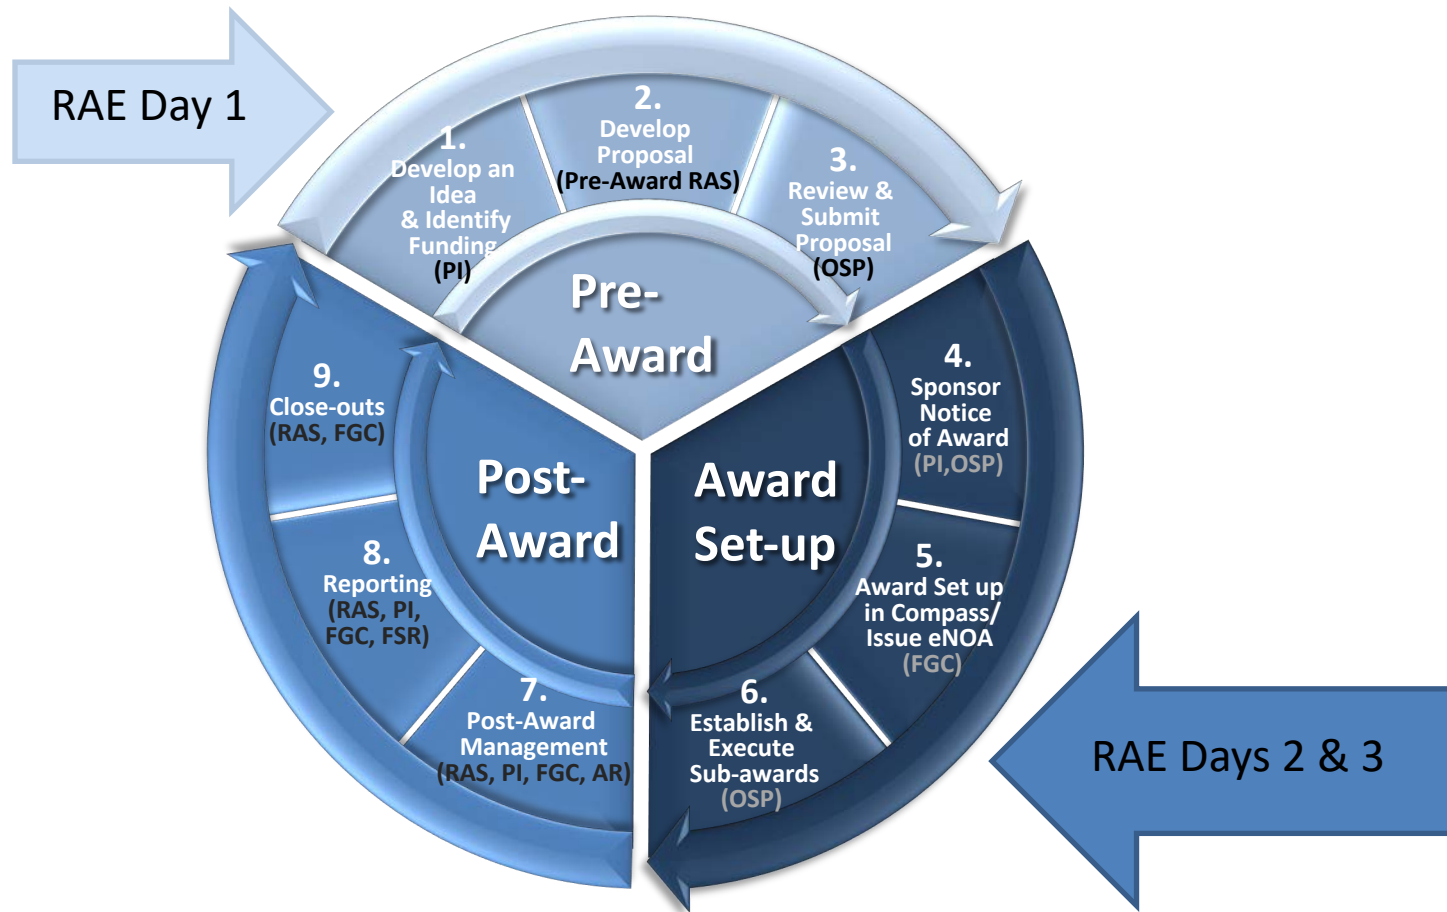 RAE Day 1
1.
Develop an
Idea
& Identify
Funding
(PI)
2.
Develop
Proposal
(Pre-Award RAS)
3.
Review &
Submit
Proposal
(OSP)
Pre-
Award
4.
Sponsor
Notice
of Award
(PI,OSP)
5.
Award Set up
in Compass/
Issue eNOA
(FGC)
6.
Establish &
Execute
Sub-awards
(OSP)
Award
Set-up
7.
Post-Award
Management
(RAS, PI, FGC, AR)
8.
Reporting
(RAS, PI,
FGC, FSR)
9.
Close-outs
(RAS, FGC)
Post-
Award
RAE Days 2 & 3